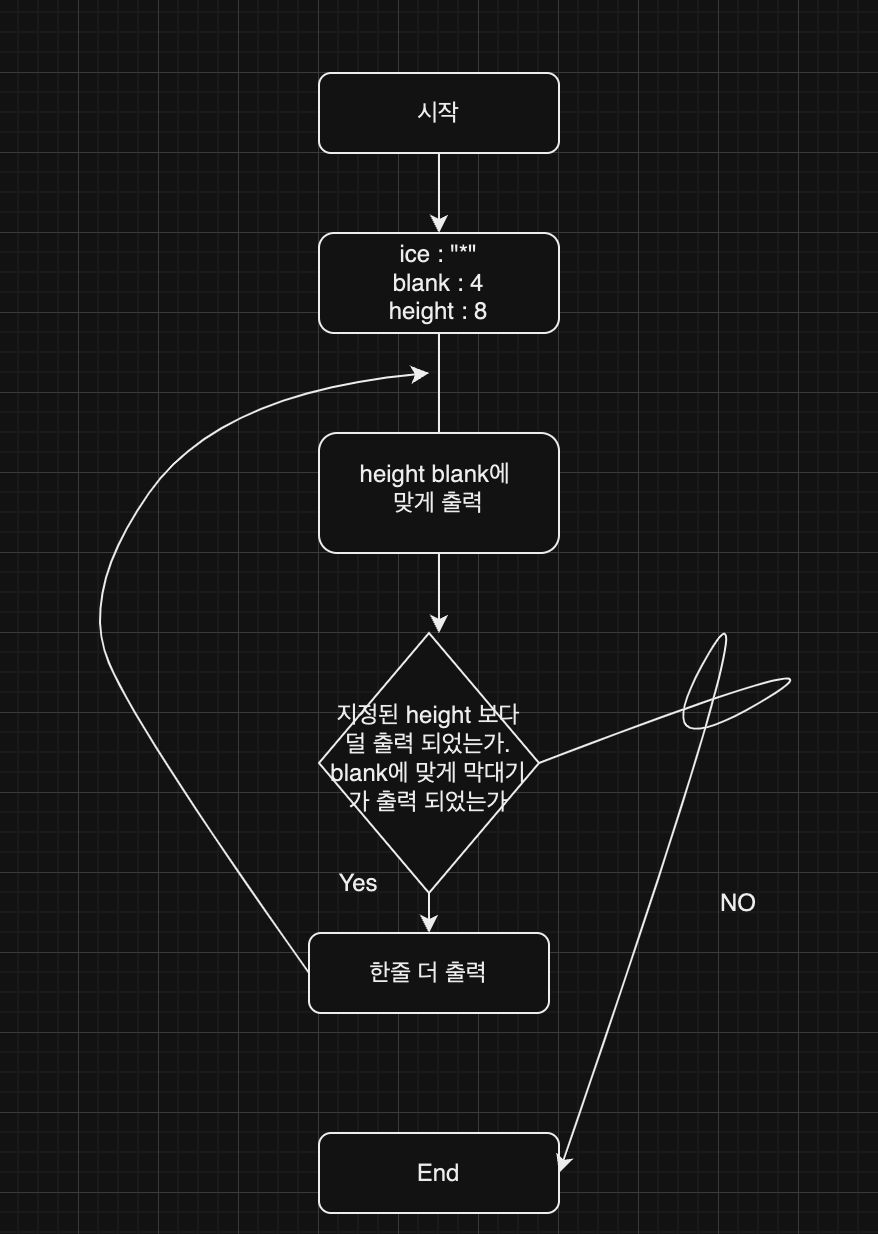 시작
ice : "*"
blank : 4
height : 8
height blank에
맞게 출력
지정된 height 보다
덜 출력 되었는가.
blank에 맞게 막대기
가 출력 되었는가
Yes
NO
한줄 더 출력
End